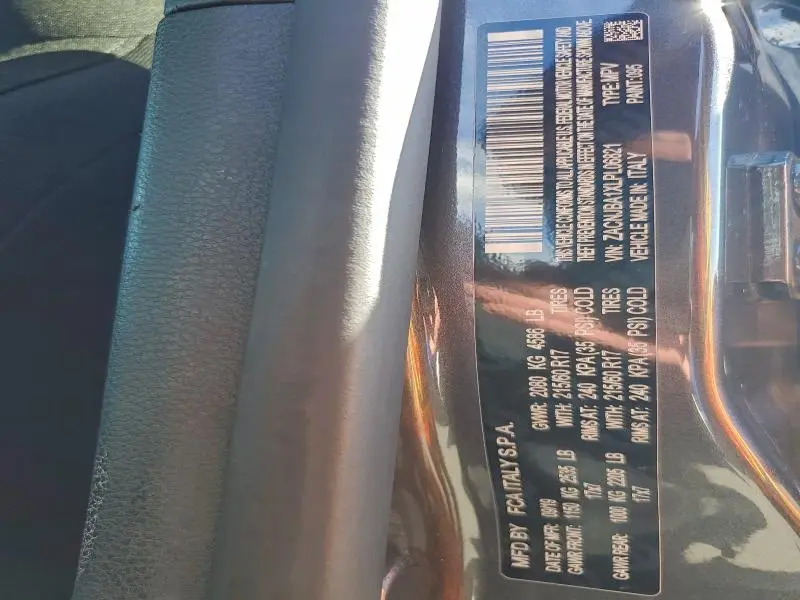 MFD BY FCA ITALY S.P.A.
DATE OF MFR: 09/19 GVWR: 2080 KG 4586 LB
GAWR FRONT: 1150 KG 2535 LB WITH: 215/60 R17 TIRES
17x7 RIMS AT: 240 KPA(35 PSI) COLD
GAWR REAR: 1000 KG 2205 LB WITH: 215/60 R17 TIRES
17x7 RIMS AT: 240 KPA(35 PSI) COLD
THIS VEHICLE CONFORMS TO ALL APPLICABLE U.S. FEDERAL MOTOR VEHICLE SAFETY AND
THEFT PREVENTION STANDARDS IN EFFECT ON THE DATE OF MANUFACTURE SHOWN ABOVE.
VIN: ZACNJBA1XLPL06821 TYPE: MPV
VEHICLE MADE IN: ITALY PAINT: 095